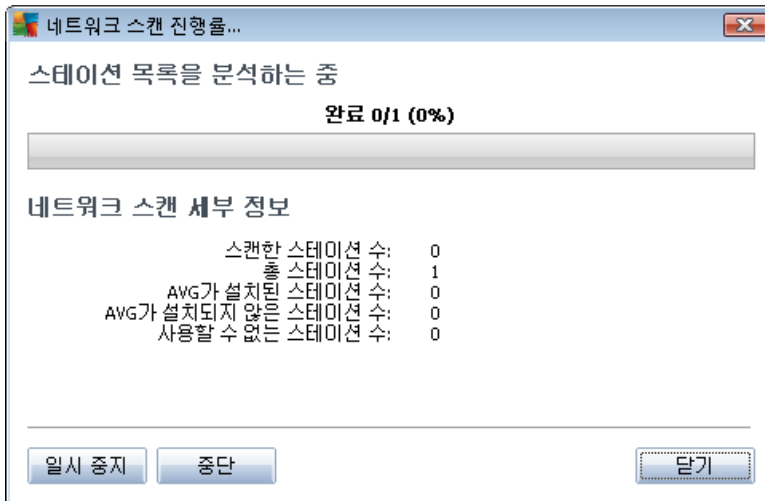 네트워크 스캔 진행률...
스테이션 목록을 분석하는 중
완료 0/1 (0%)
네트워크 스캔 세부 정보
스캔한 스테이션 수: 0
총 스테이션 수: 1
AVG가 설치된 스테이션 수: 0
AVG가 설치되지 않은 스테이션 수: 0
사용할 수 없는 스테이션 수: 0
일시 중지 중단 닫기